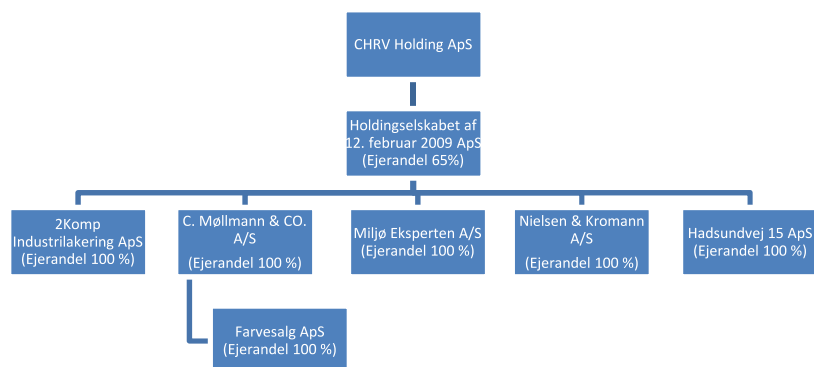 CHRV Holding ApS
Holdingselskabet af
12. februar 2009 ApS
(Ejerandel 65%)
2Komp
Industrilakering ApS
(Ejerandel 100 %)
C. Møllmann & CO.
A/S
(Ejerandel 100 %)
Miljø Eksperten A/S
(Ejerandel 100 %)
Nielsen & Kromann
A/S
(Ejerandel 100 %)
Hadsundvej 15 ApS
(Ejerandel 100 %)
Farvesalg ApS
(Ejerandel 100 %)